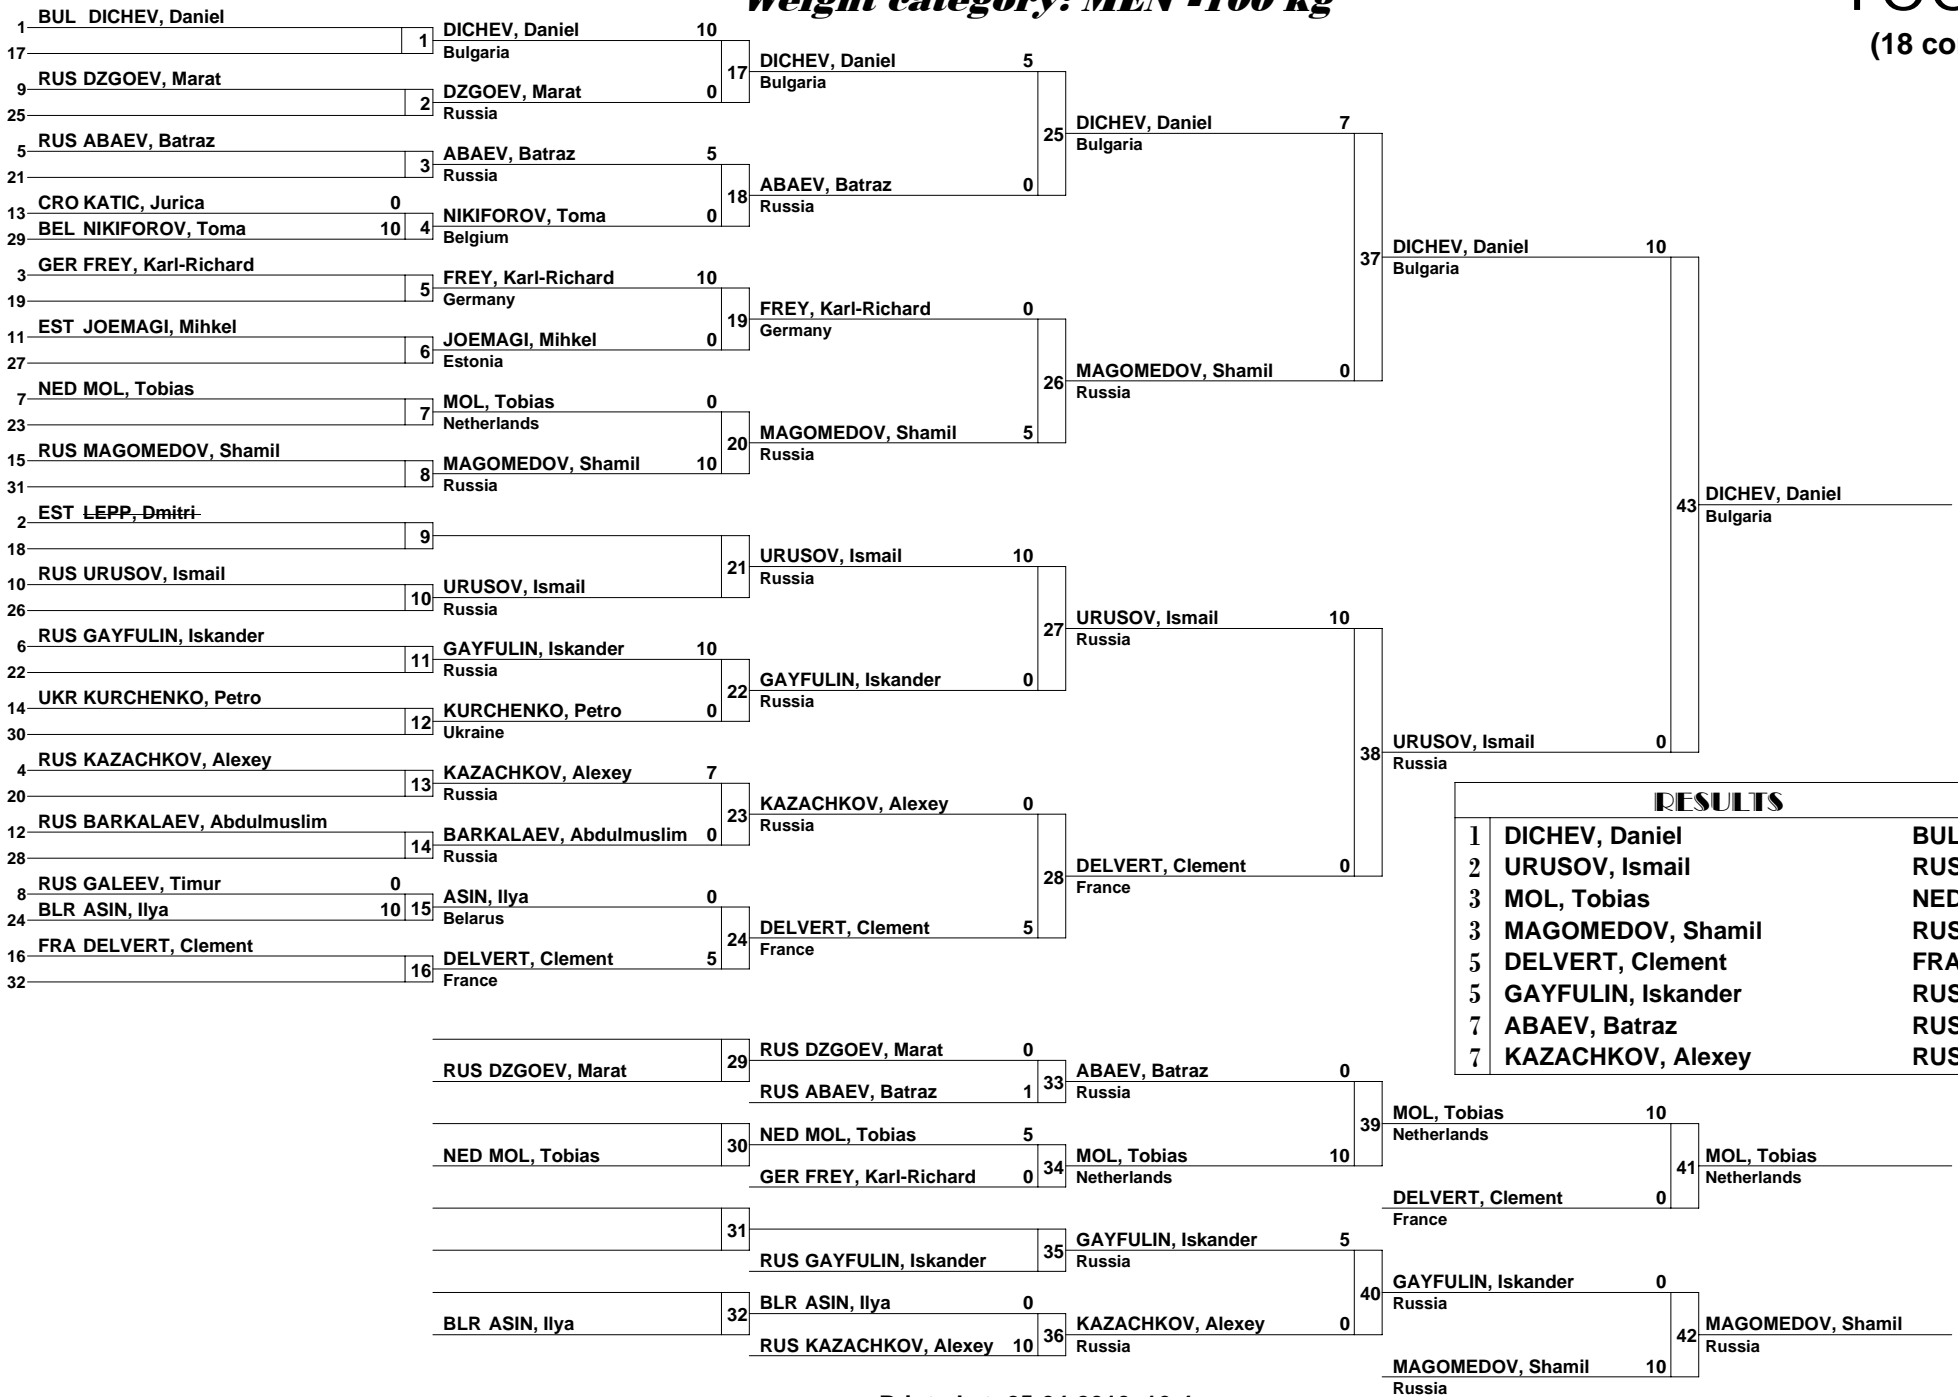 Weight category: MEN -100 kg
(18 co
1 BUL DICHEV, Daniel
17
1
9 RUS DZGOEV, Marat
25
2
5 RUS ABAEV, Batraz
21
3
13 CRO KATIC, Jurica 0
29 BEL NIKIFOROV, Toma 10
4
3 GER FREY, Karl-Richard
19
5
11 EST JOEMAGI, Mihkel
27
6
7 NED MOL, Tobias
23
7
15 RUS MAGOMEDOV, Shamil
31
8
2 EST LEPP, Dmitri
18
9
10 RUS URUSOV, Ismail
26
10
6 RUS GAYFULIN, Iskander
22
11
14 UKR KURCHENKO, Petro
30
12
4 RUS KAZACHKOV, Alexey
20
13
12 RUS BARKALAEV, Abdulmuslim
28
14
8 RUS GALEEV, Timur 0
24 BLR ASIN, Ilya 10
15
16 FRA DELVERT, Clement
32
16
DICHEV, Daniel 10
Bulgaria
17
DZGOEV, Marat 0
Russia
ABAEV, Batraz 5
Russia
18
NIKIFOROV, Toma 0
Belgium
FREY, Karl-Richard 10
Germany
19
JOEMAGI, Mihkel 0
Estonia
MOL, Tobias 0
Netherlands
20
MAGOMEDOV, Shamil 10
Russia
21
URUSOV, Ismail
Russia
GAYFULIN, Iskander 10
Russia
22
KURCHENKO, Petro 0
Ukraine
KAZACHKOV, Alexey 7
Russia
23
BARKALAEV, Abdulmuslim 0
Russia
ASIN, Ilya 0
Belarus
24
DELVERT, Clement 5
France
DICHEV, Daniel 5
Bulgaria
25
ABAEV, Batraz 0
Russia
FREY, Karl-Richard 0
Germany
26
MAGOMEDOV, Shamil 5
Russia
URUSOV, Ismail 10
Russia
27
GAYFULIN, Iskander 0
Russia
KAZACHKOV, Alexey 0
Russia
28
DELVERT, Clement 5
France
DICHEV, Daniel 7
Bulgaria
37
MAGOMEDOV, Shamil 0
Russia
URUSOV, Ismail 10
Russia
38
DELVERT, Clement 0
France
DICHEV, Daniel 10
Bulgaria
43
URUSOV, Ismail 0
Russia
DICHEV, Daniel
Bulgaria
RESULTS
1 DICHEV, Daniel BUL
2 URUSOV, Ismail RUS
3 MOL, Tobias NED
3 MAGOMEDOV, Shamil RUS
5 DELVERT, Clement FRA
5 GAYFULIN, Iskander RUS
7 ABAEV, Batraz RUS
7 KAZACHKOV, Alexey RUS
RUS DZGOEV, Marat
29
NED MOL, Tobias
30
31
BLR ASIN, Ilya
32
RUS DZGOEV, Marat 0
RUS ABAEV, Batraz 1
33
NED MOL, Tobias 5
GER FREY, Karl-Richard 0
34
RUS GAYFULIN, Iskander
35
BLR ASIN, Ilya 0
RUS KAZACHKOV, Alexey 10
36
ABAEV, Batraz 0
Russia
39
MOL, Tobias 10
Netherlands
GAYFULIN, Iskander 5
Russia
40
KAZACHKOV, Alexey 0
Russia
MOL, Tobias 10
Netherlands
41
DELVERT, Clement 0
France
GAYFULIN, Iskander 0
Russia
42
MAGOMEDOV, Shamil 10
Russia
MOL, Tobias
Netherlands
MAGOMEDOV, Shamil
Russia